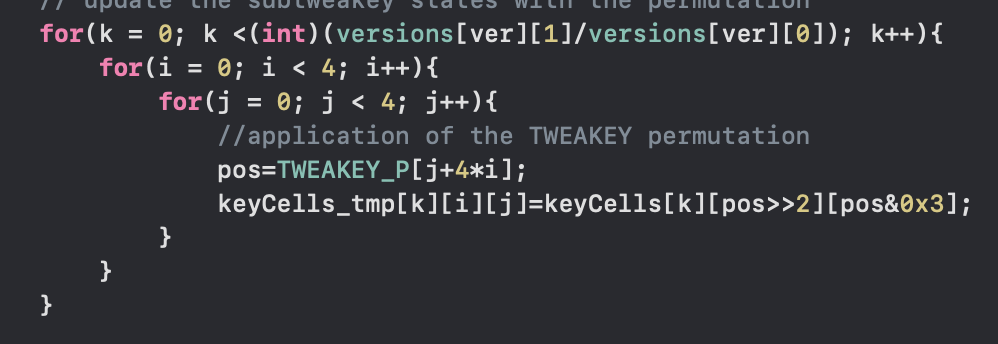 // update the subtweakey states with the permutation
for(k = 0; k <(int)(versions[ver][1]/versions[ver][0]); k++){
for(i = 0; i < 4; i++){
for(j = 0; j < 4; j++){
//application of the TWEAKEY permutation
pos=TWEAKEY_P[j+4*i];
keyCells_tmp[k][i][j]=keyCells[k][pos>>2][pos&0x3];
}
}
}